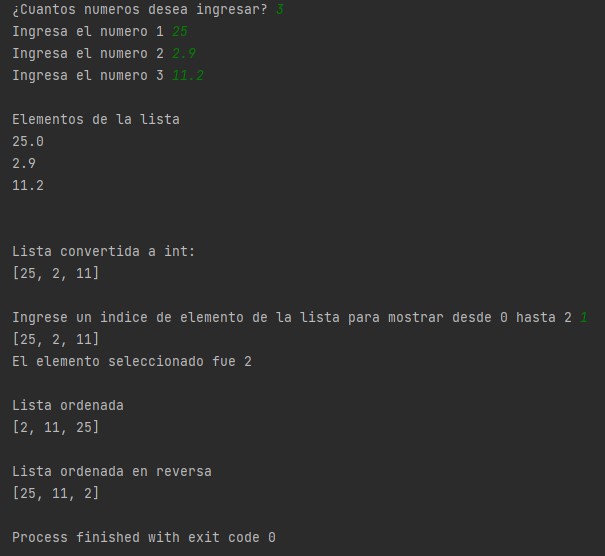 ¿Cuantos numeros desea ingresar? 3
Ingresa el numero 1 25
Ingresa el numero 2 2.9
Ingresa el numero 3 11.2
Elementos de la lista
25.0
2.9
11.2
Lista convertida a int:
[25, 2, 11]
Ingrese un indice de elemento de la lista para mostrar desde 0 hasta 2 1
[25, 2, 11]
El elemento seleccionado fue 2
Lista ordenada
[2, 11, 25]
Lista ordenada en reversa
[25, 11, 2]
Process finished with exit code 0